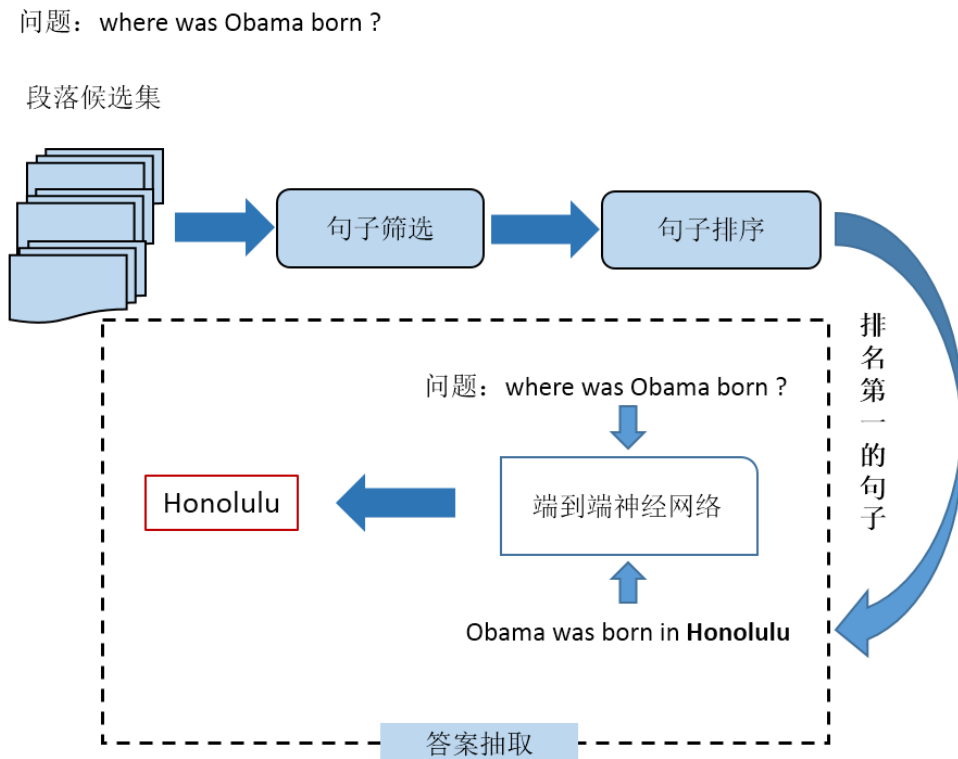 问题：where was Obama born ?
段落候选集
句子筛选
句子排序
排名第一的句子
问题：where was Obama born ?
端到端神经网络
Honolulu
Obama was born in Honolulu
答案抽取